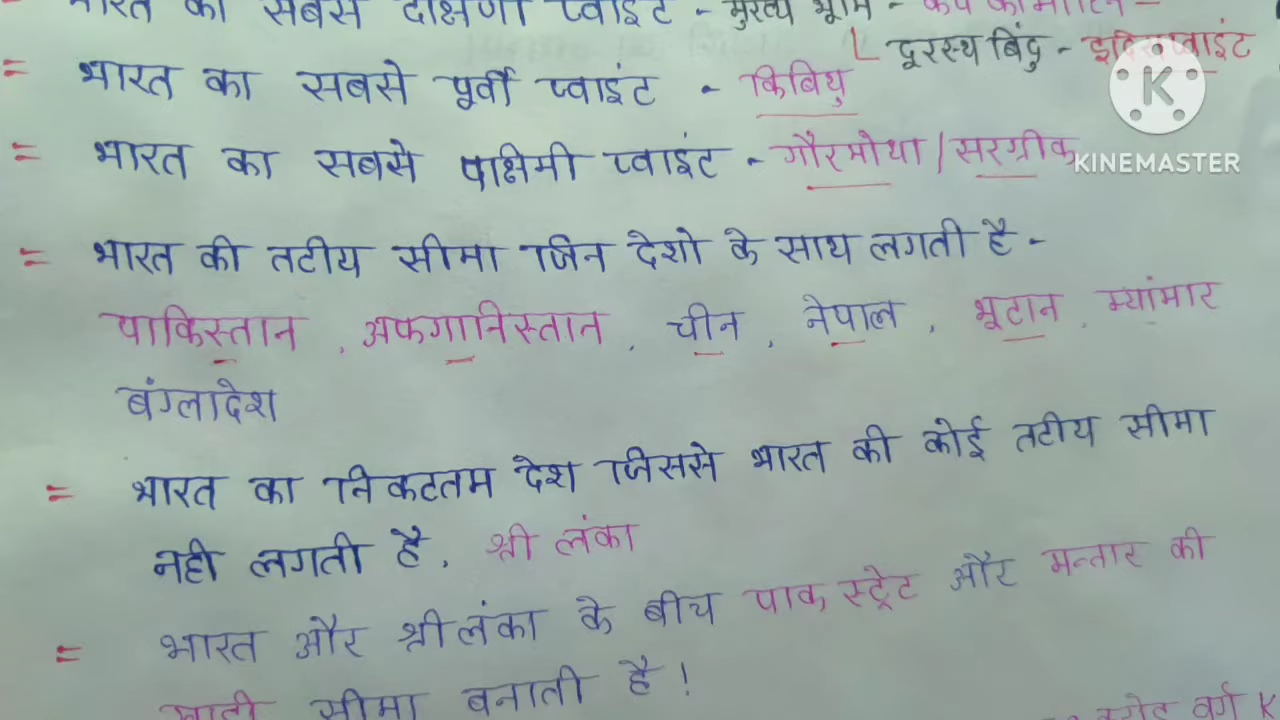 भारत का सबसे दक्षिणी प्वाइंट - मुख्य भूमि -
दूरस्थ बिंदु - इंदिरा प्वाइंट
= भारत का सबसे पूर्वी प्वाइंट - किबिथु
= भारत का सबसे पश्चिमी प्वाइंट - गौरमोथा / सरग्रीक
K
KINEMASTER
= भारत की तटीय सीमा जिन देशो के साथ लगती है -
पाकिस्तान , अफगानिस्तान , चीन , नेपाल , भूटान , म्यांमार
बंग्लादेश
= भारत का निकटतम देश जिससे भारत की कोई तटीय सीमा
नही लगती है . श्री लंका
= भारत और श्रीलंका के बीच पाक स्ट्रेट और मन्नार की
खाडी सीमा बनाती है !
वर्ग K